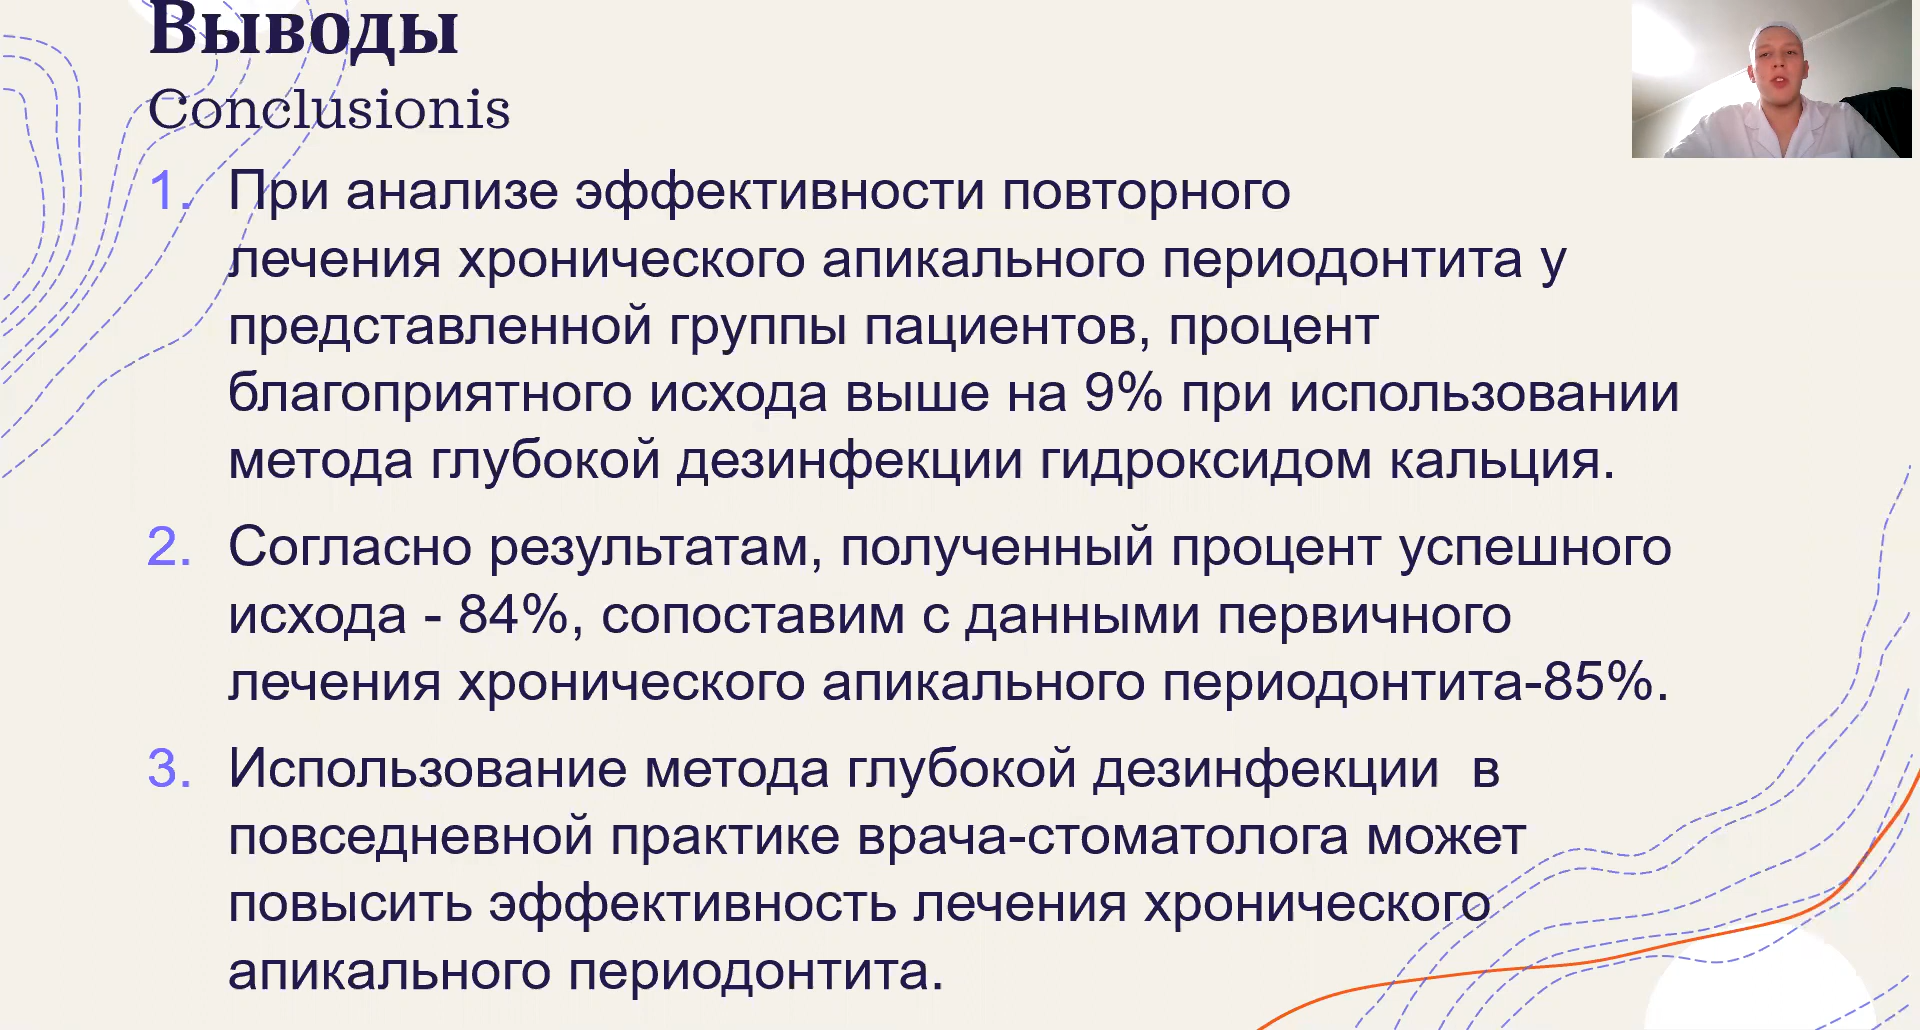 Выводы
Conclusionis
1. При анализе эффективности повторного
лечения хронического апикального периодонтита у
представленной группы пациентов, процент
благоприятного исхода выше на 9% при использовании
метода глубокой дезинфекции гидроксидом кальция.
2. Согласно результатам, полученный процент успешного
исхода - 84%, сопоставим с данными первичного
лечения хронического апикального периодонтита-85%.
3. Использование метода глубокой дезинфекции  в
повседневной практике врача-стоматолога может
повысить эффективность лечения хронического
апикального периодонтита.